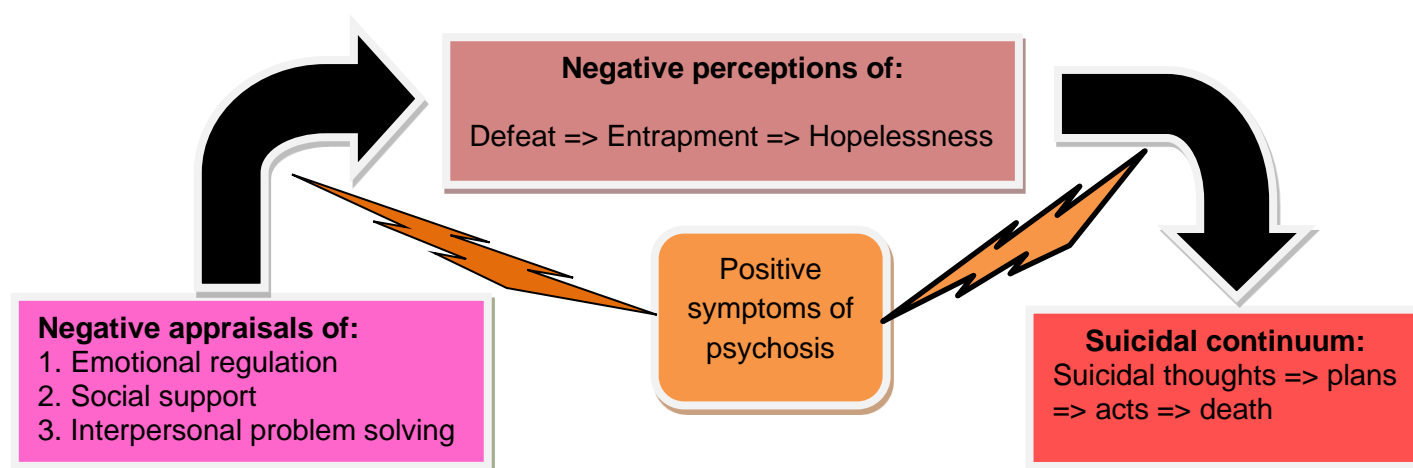 Negative perceptions of:
Defeat => Entrapment => Hopelessness
Positive
symptoms of
psychosis
Negative appraisals of:
1. Emotional regulation
2. Social support
3. Interpersonal problem solving
Suicidal continuum:
Suicidal thoughts => plans
=> acts => death